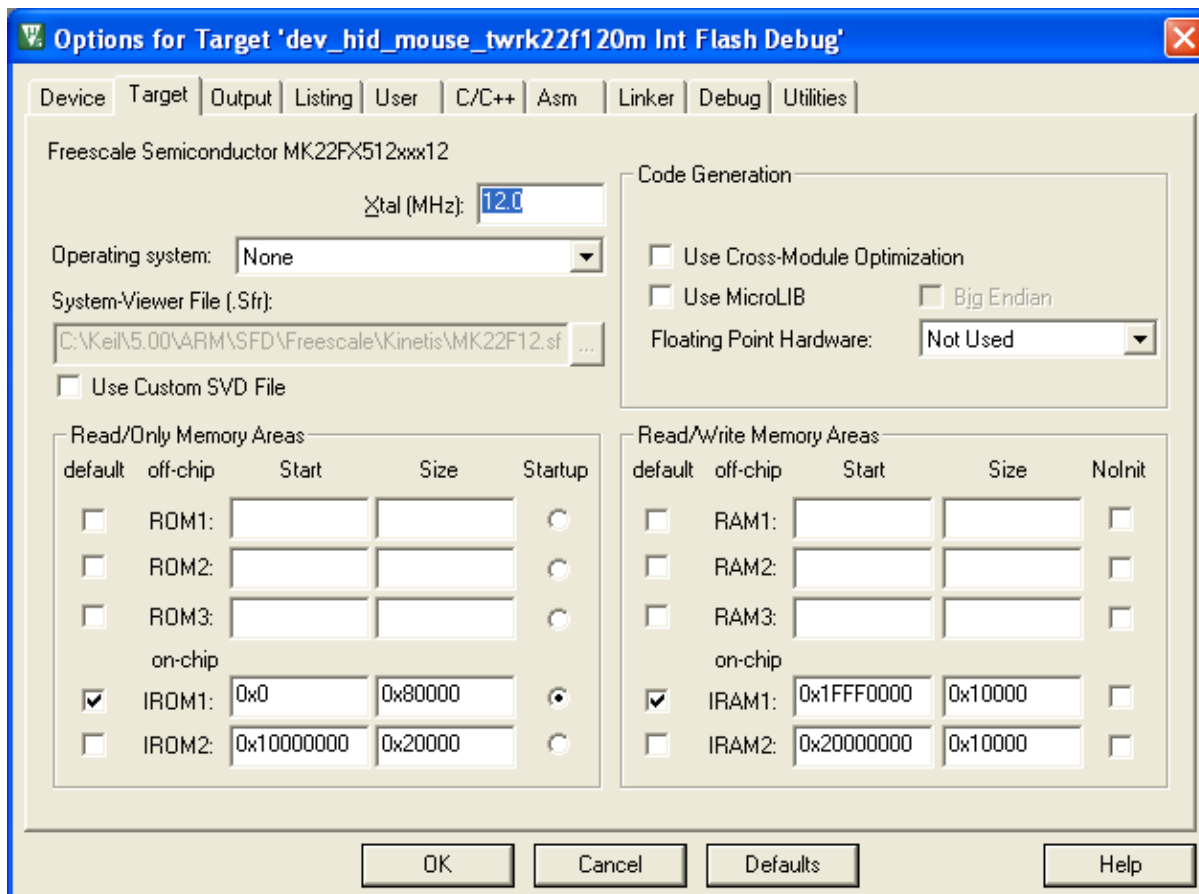 Options for Target 'dev_hid_mouse_twrk22f120m Int Flash Debug'
Device Target Output Listing User C/C++ Asm Linker Debug Utilities
Freescale Semiconductor MK22FX512xxx12
Xtal (MHz): 12.0
Operating system: None
System-Viewer File (.Sfr):
C:\Keil\5.00\ARM\SFD\Freescale\Kinetis\MK22F12.sf ...
Use Custom SVD File
Code Generation
Use Cross-Module Optimization
Use MicroLIB Big Endian
Floating Point Hardware: Not Used
Read/Only Memory Areas
default off-chip Start Size Startup
ROM1:
ROM2:
ROM3:
on-chip
IROM1: 0x0 0x80000
IROM2: 0x10000000 0x20000
Read/Write Memory Areas
default off-chip Start Size NoInit
RAM1:
RAM2:
RAM3:
on-chip
IRAM1: 0x1FFF0000 0x10000
IRAM2: 0x20000000 0x10000
OK Cancel Defaults Help